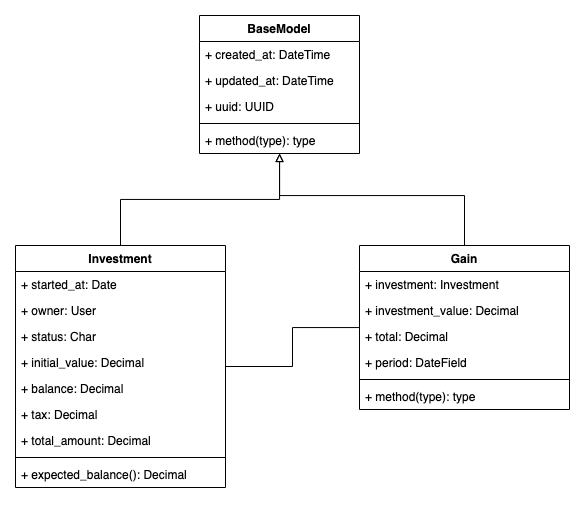 BaseModel
+ created_at: DateTime
+ updated_at: DateTime
+ uuid: UUID
+ method(type): type
Investment
+ started_at: Date
+ owner: User
+ status: Char
+ initial_value: Decimal
+ balance: Decimal
+ tax: Decimal
+ total_amount: Decimal
+ expected_balance(): Decimal
Gain
+ investment: Investment
+ investment_value: Decimal
+ total: Decimal
+ period: DateField
+ method(type): type